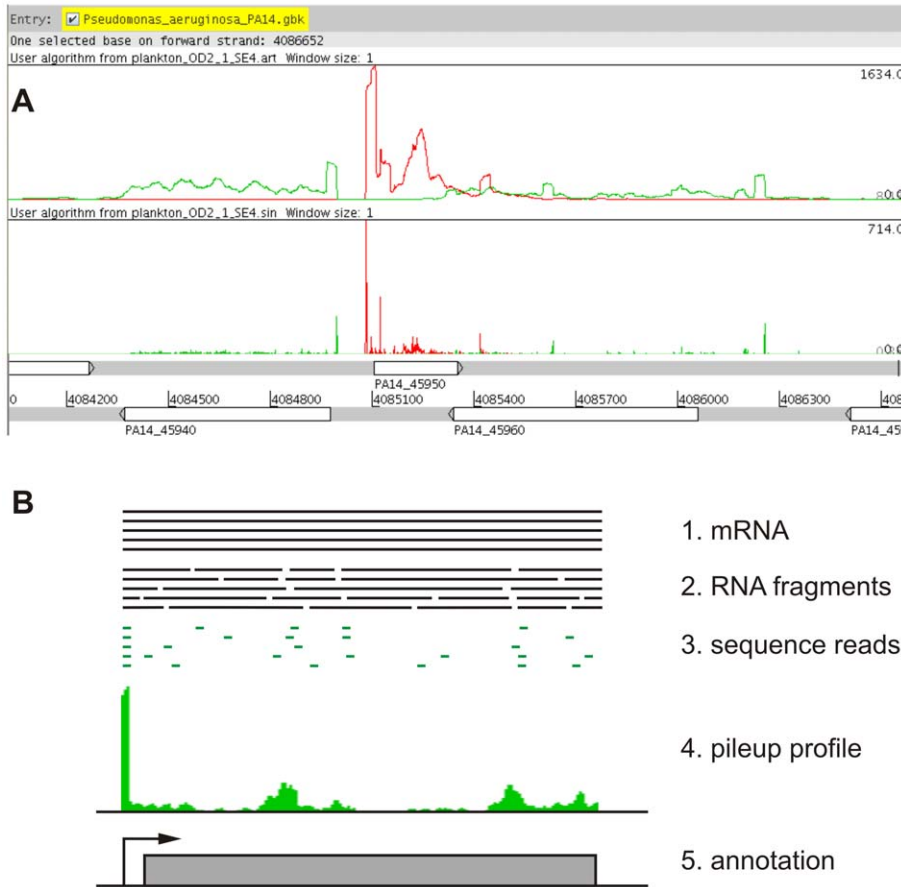 Entry: Pseudomonas_aeruginosa_PA14.gbk
One selected base on forward strand: 4086652
User algorithm from plankton_OD2_1_SE4.art Window size: 1
A
1634.0
User algorithm from plankton_OD2_1_SE4.sin Window size: 1
714.0
PA14_45950
0 4084200 4084500 4084800 4085100 4085400 4085700 4086000 4086300
PA14_45940 PA14_45960
B
1. mRNA
2. RNA fragments
3. sequence reads
4. pileup profile
5. annotation